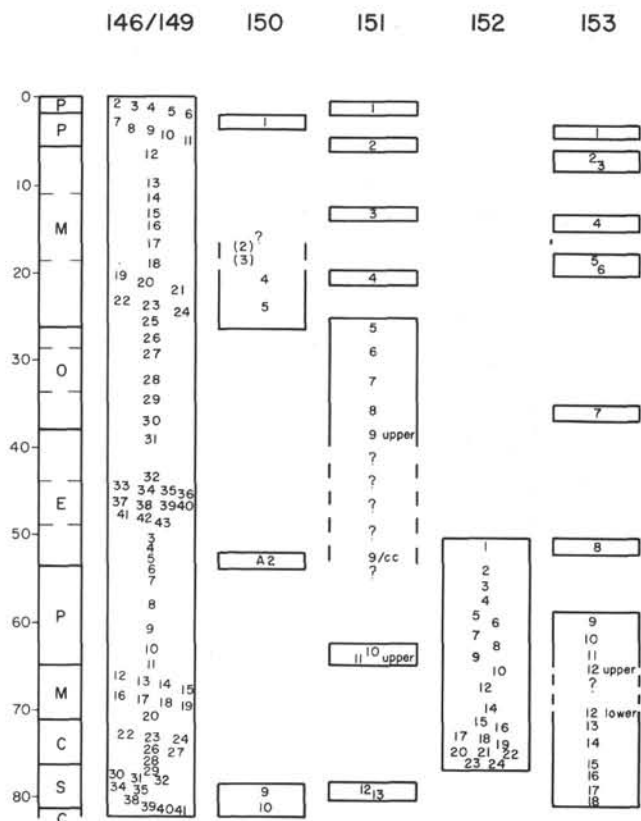 146/149 150 151 152 153
0 P 2 3 4 5 6 1
P 7 8 9 10 11 1 2 1
12 2 3
10 13
14 3 4
15
16
M 17 ? (2)
18 (3) 5 6
20 19 20 21 4 4
22 23 24 5
25 5
26
27 6
30 O 28 7
29 8 7
30
31 9 upper
40 ?
32 ?
33 34 35 36
E 37 38 39 40 ?
41 42 43
50 3 ? 1 8
4
5 A2 9/cc
6 ? 2
7 3
8 4
60 P 5 6 9
9 7 8 10
10 10 11 upper 9 11
11 10 12 upper
12 13 14 15 12 ?
M 16 17 18 19
70 20 14 12 lower
15 16 13
C 22 23 24 17 18 19 14
26 27 20 21 22
28 23 24 15
29
S 30 31 32 16
34 35 9 12 13 17
80 38 39 40 41 10 18
C